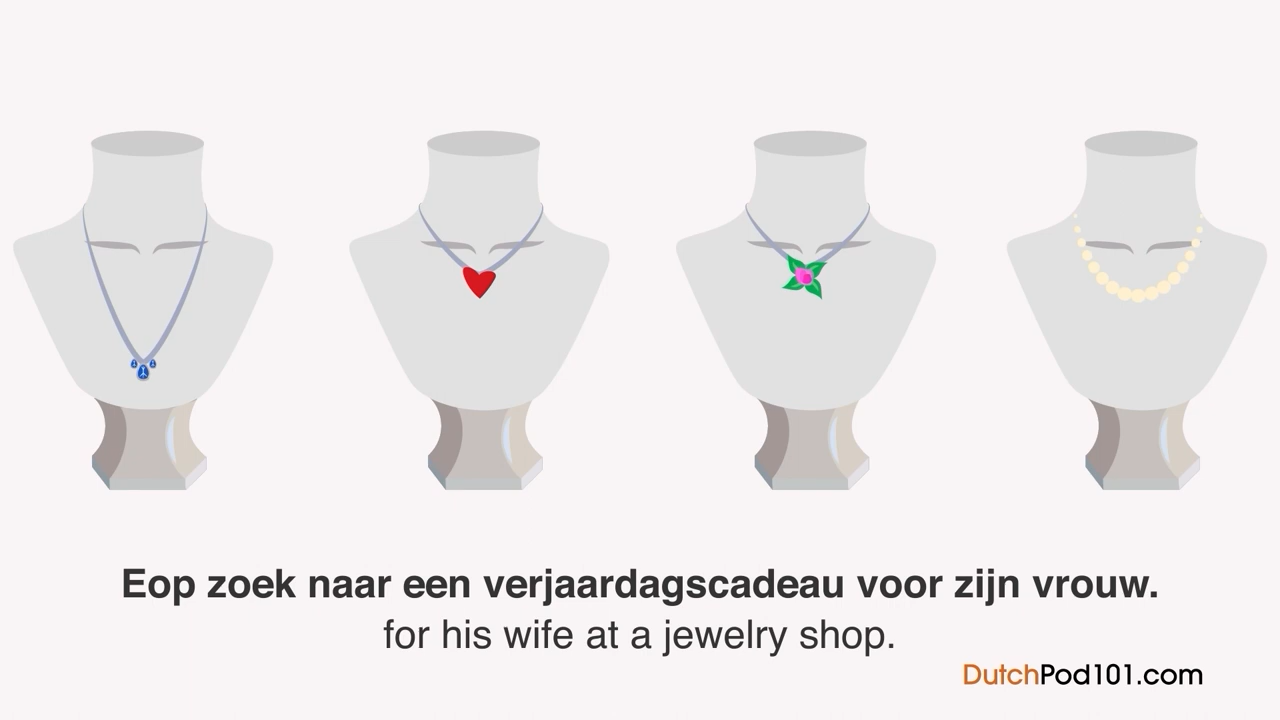 Eop zoek naar een verjaardagscadeau voor zijn vrouw.
for his wife at a jewelry shop.
DutchPod101.com